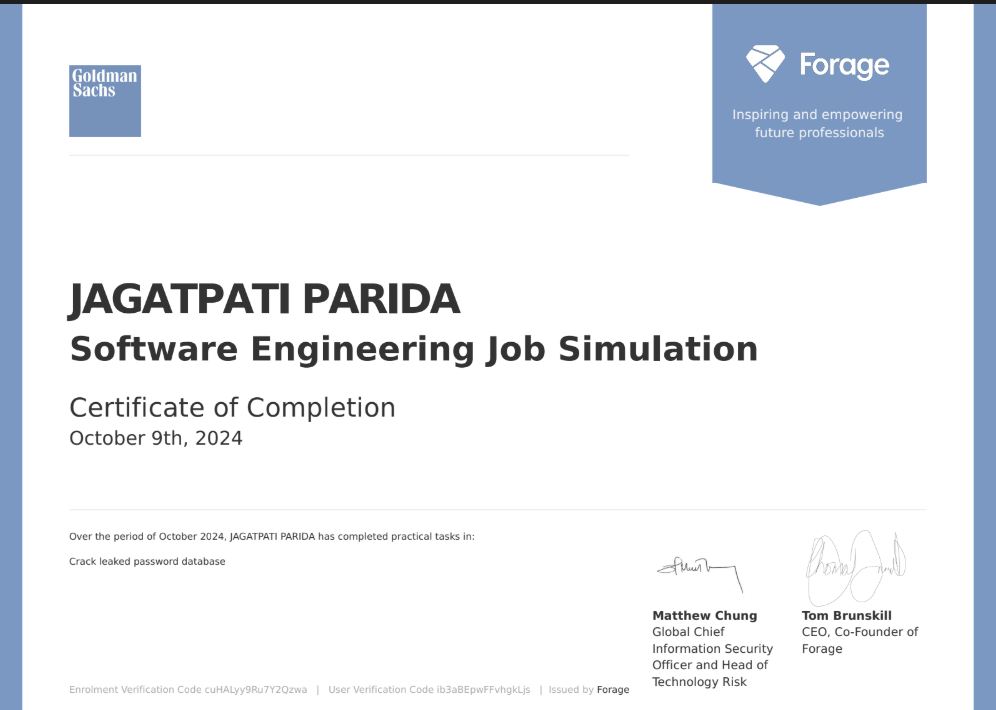 Goldman
Sachs
Forage
Inspiring and empowering
future professionals
JAGATPATI PARIDA
Software Engineering Job Simulation
Certificate of Completion
October 9th, 2024
Over the period of October 2024, JAGATPATI PARIDA has completed practical tasks in:
Crack leaked password database
Matthew Chung
Global Chief
Information Security
Officer and Head of
Technology Risk
Tom Brunskill
CEO, Co-Founder of
Forage
Enrolment Verification Code cuHALyy9Ru7Y2Qzwa | User Verification Code ib3aBEpwFFvhgkLjs | Issued by Forage